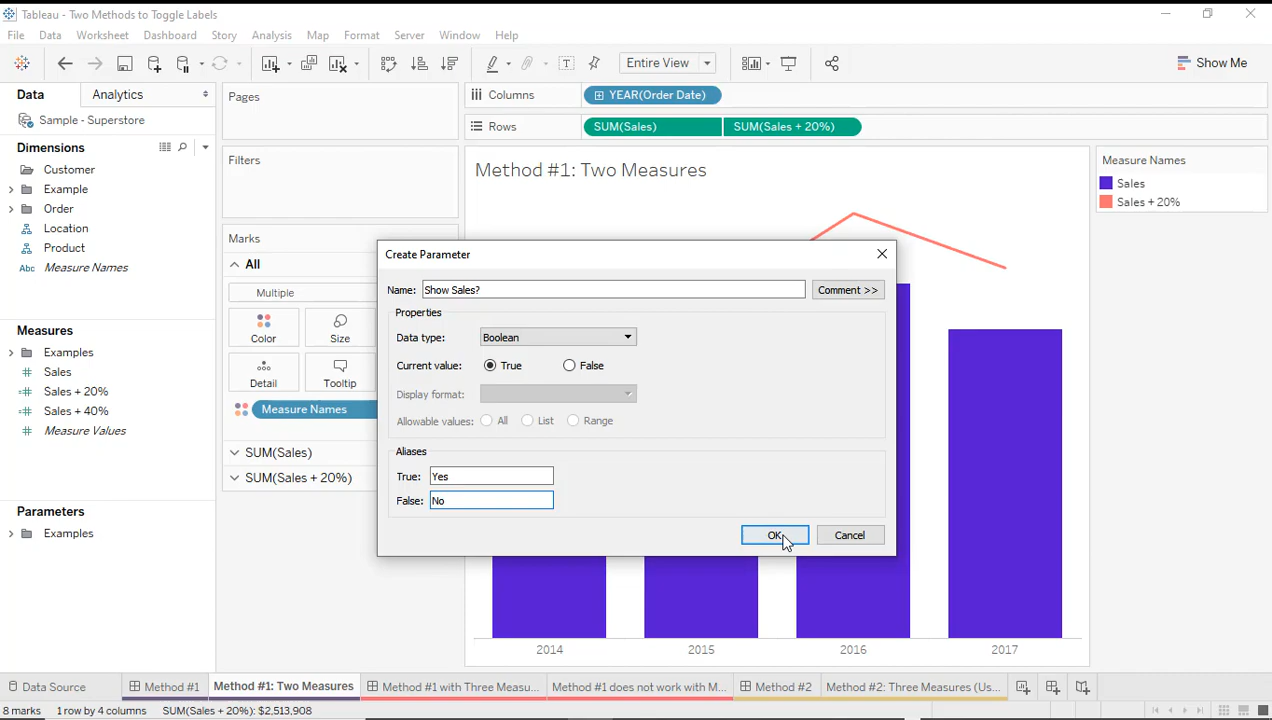 Tableau - Two Methods to Toggle Labels
File Data Worksheet Dashboard Story Analysis Map Format Server Window Help
Entire View
Show Me
Data
Analytics
Sample - Superstore
Dimensions
Customer
Example
Order
Location
Product
Abc Measure Names
Measures
Examples
Sales
Sales + 20%
Sales + 40%
Measure Values
Parameters
Examples
Pages
Filters
Marks
All
Multiple
Color
Size
Detail
Tooltip
Measure Names
SUM(Sales)
SUM(Sales + 20%)
Columns
YEAR(Order Date)
Rows
SUM(Sales)
SUM(Sales + 20%)
Method #1: Two Measures
Create Parameter
Name: Show Sales?
Comment >>
Properties
Data type: Boolean
Current value: True False
Display format:
Allowable values: All List Range
Aliases
True: Yes
False: No
OK
Cancel
2014 2015 2016 2017
Measure Names
Sales
Sales + 20%
Data Source
Method #1
Method #1: Two Measures
Method #1 with Three Measu...
Method #1 does not work with M...
Method #2
Method #2: Three Measures (Us...
8 marks 1 row by 4 columns SUM(Sales + 20%): $2,513,908